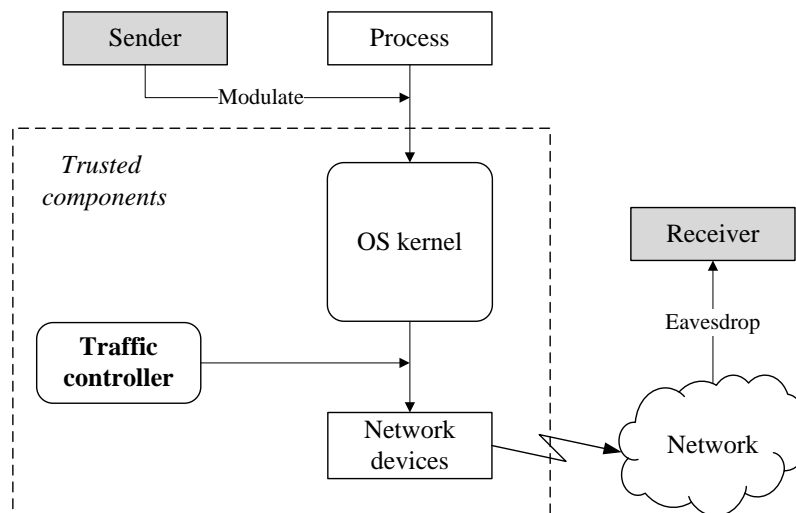 Sender
Process
Modulate
Trusted
components
OS kernel
Receiver
Eavesdrop
Traffic
controller
Network
devices
Network